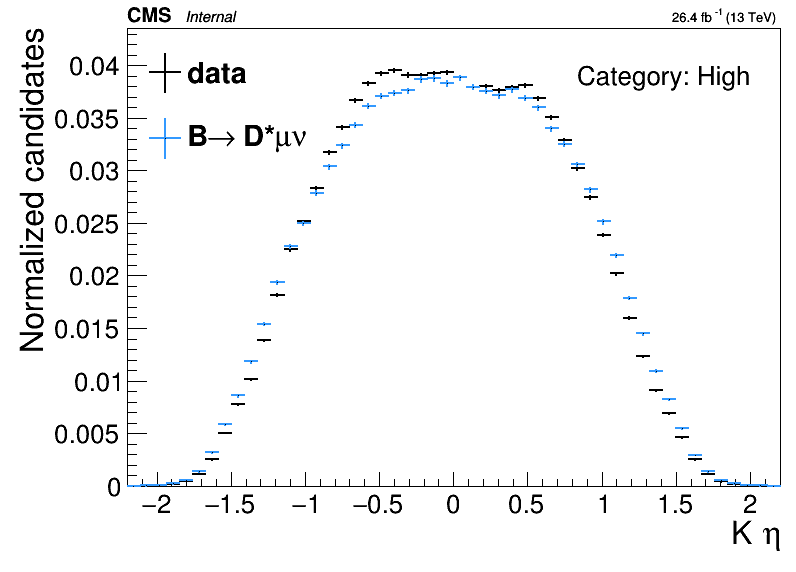 CMS Internal 26.4 fb⁻¹ (13 TeV)
Normalized candidates
data
B→ D*μν
Category: High
0.04
0.035
0.03
0.025
0.02
0.015
0.01
0.005
0
−2 −1.5 −1 −0.5 0 0.5 1 1.5 2
K η